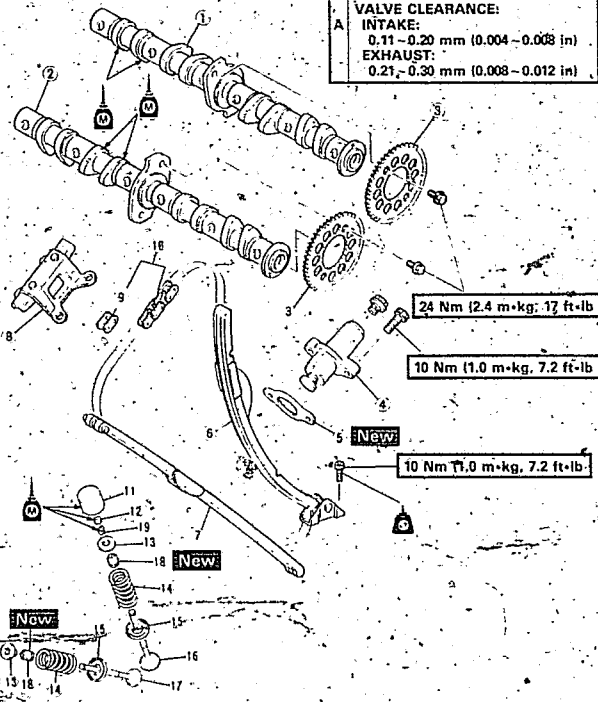 VALVE CLEARANCE:
A INTAKE:
0.11~0.20 mm (0.004~0.008 in)
EXHAUST:
0.21~0.30 mm (0.008~0.012 in)
1
2
M
M
3
3
24 Nm (2.4 m•kg, 17 ft•lb
10 Nm (1.0 m•kg, 7.2 ft•lb
4
10
9
8
6
5 New
10 Nm (1.0 m•kg, 7.2 ft•lb
7
M
11
12
19
13
18 New
14
15
16
New
15
13 18 14
17